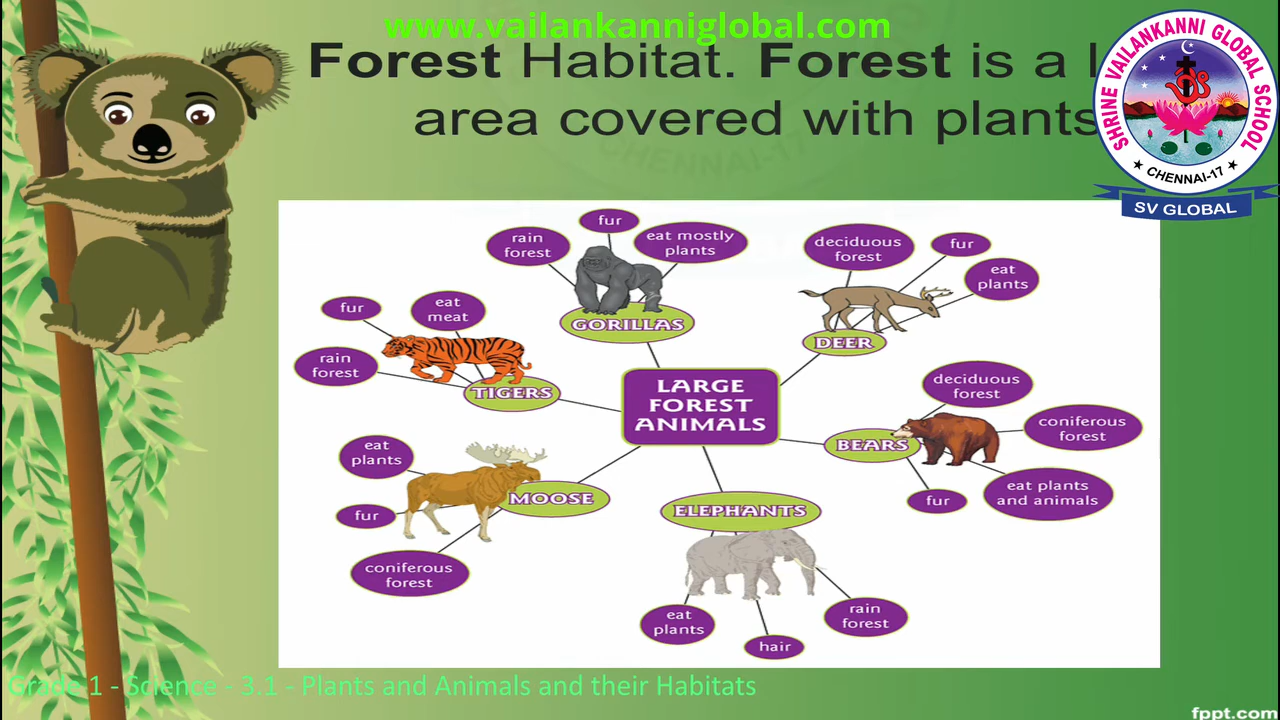 www.vailankanniglobal.com
Forest Habitat. Forest is a
area covered with plants
SHRINE VAILANKANNI GLOBAL SCHOOL
★ CHENNAI-17 ★
SV GLOBAL
CHENNAI-17
fur
rain
forest
eat mostly
plants
GORILLAS
deciduous
forest
fur
eat
plants
DEER
fur
eat
meat
rain
forest
TIGERS
LARGE
FOREST
ANIMALS
deciduous
forest
coniferous
forest
BEARS
eat plants
and animals
fur
eat
plants
fur
MOOSE
coniferous
forest
ELEPHANTS
eat
plants
hair
rain
forest
Grade 1 - Science - 3.1 - Plants and Animals and their Habitats
fppt.com